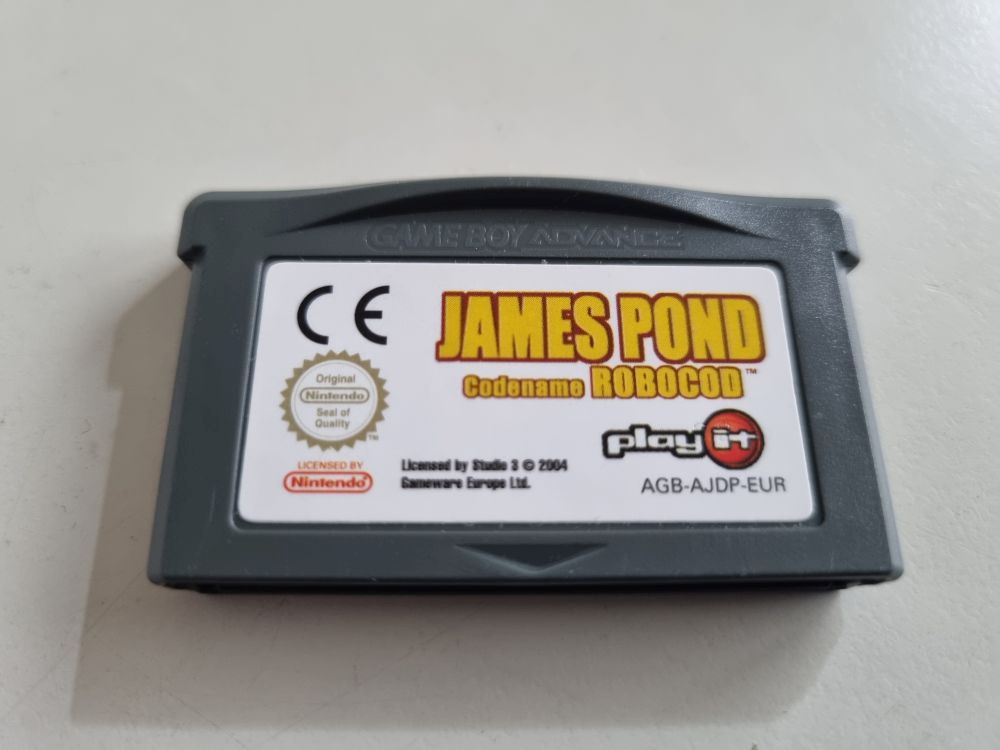 GAME BOY ADVANCE
CE
JAMES POND
Codename ROBOCOD™
Original
Nintendo
Seal of
Quality
™
play it
LICENSED BY
Nintendo®
Licensed by Studio 3 © 2004
Gameware Europe Ltd.
AGB-AJDP-EUR